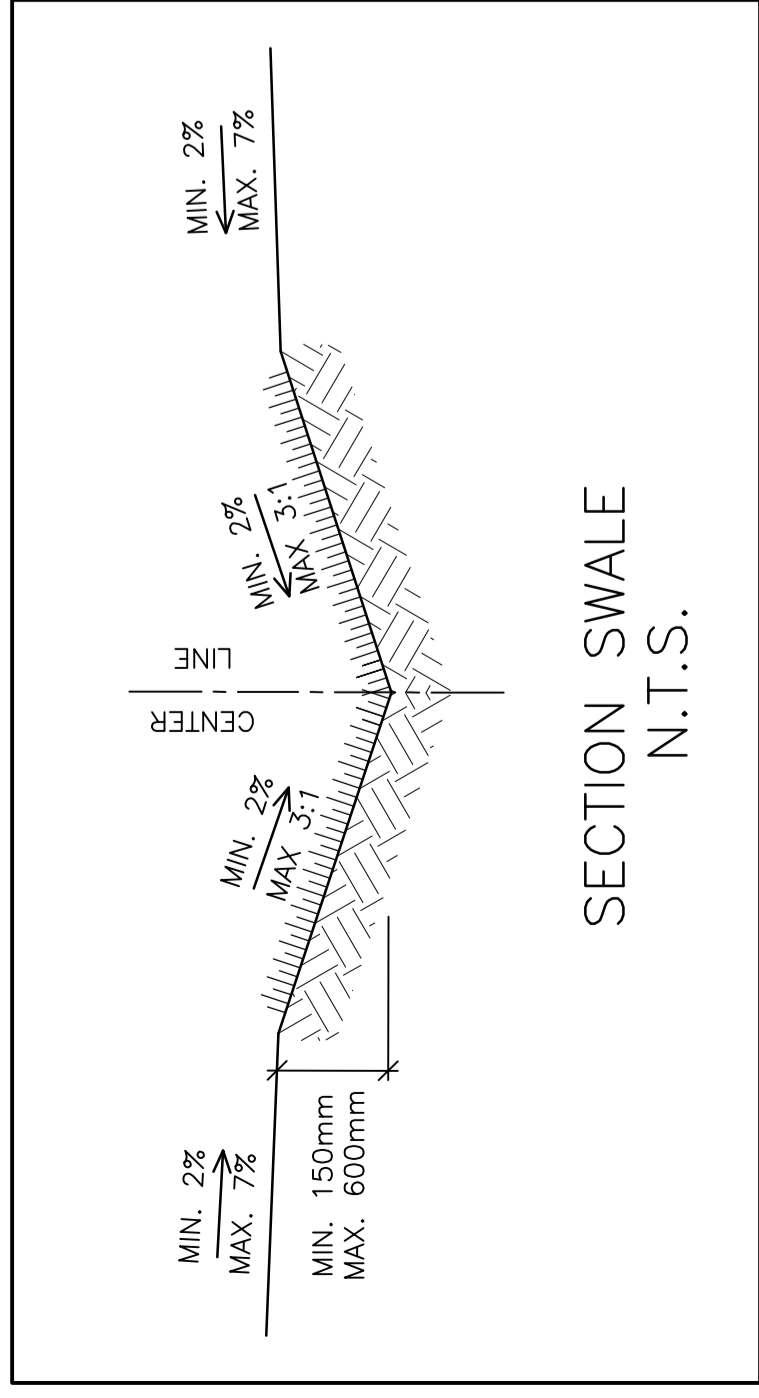 MIN. 2%
MAX. 7%
MIN. 150mm
MAX. 600mm
MIN. 2%
MAX 3:1
CENTER
LINE
MIN. 2%
MAX 3:1
MIN. 2%
MAX. 7%
SECTION SWALE
N.T.S.